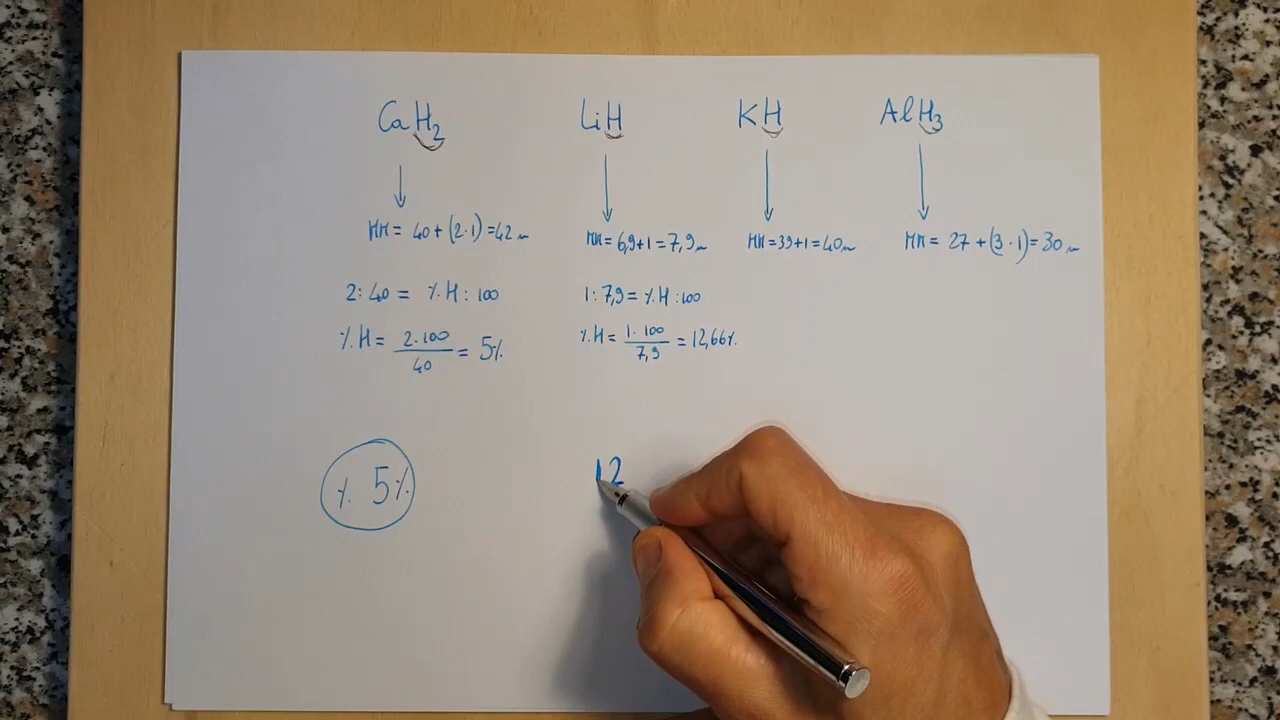 CaH₂ LiH KH AlH₃
MM = 40 + (2·1) = 42 m MM = 6,9+1 = 7,9 m MM = 39+1 = 40 m MM = 27 + (3·1) = 30 m
2 : 40 = % H : 100 1 : 7,9 = % H : 100
% H = 2·100 / 40 = 5% % H = 1·100 / 7,9 = 12,66%
% 5% 12